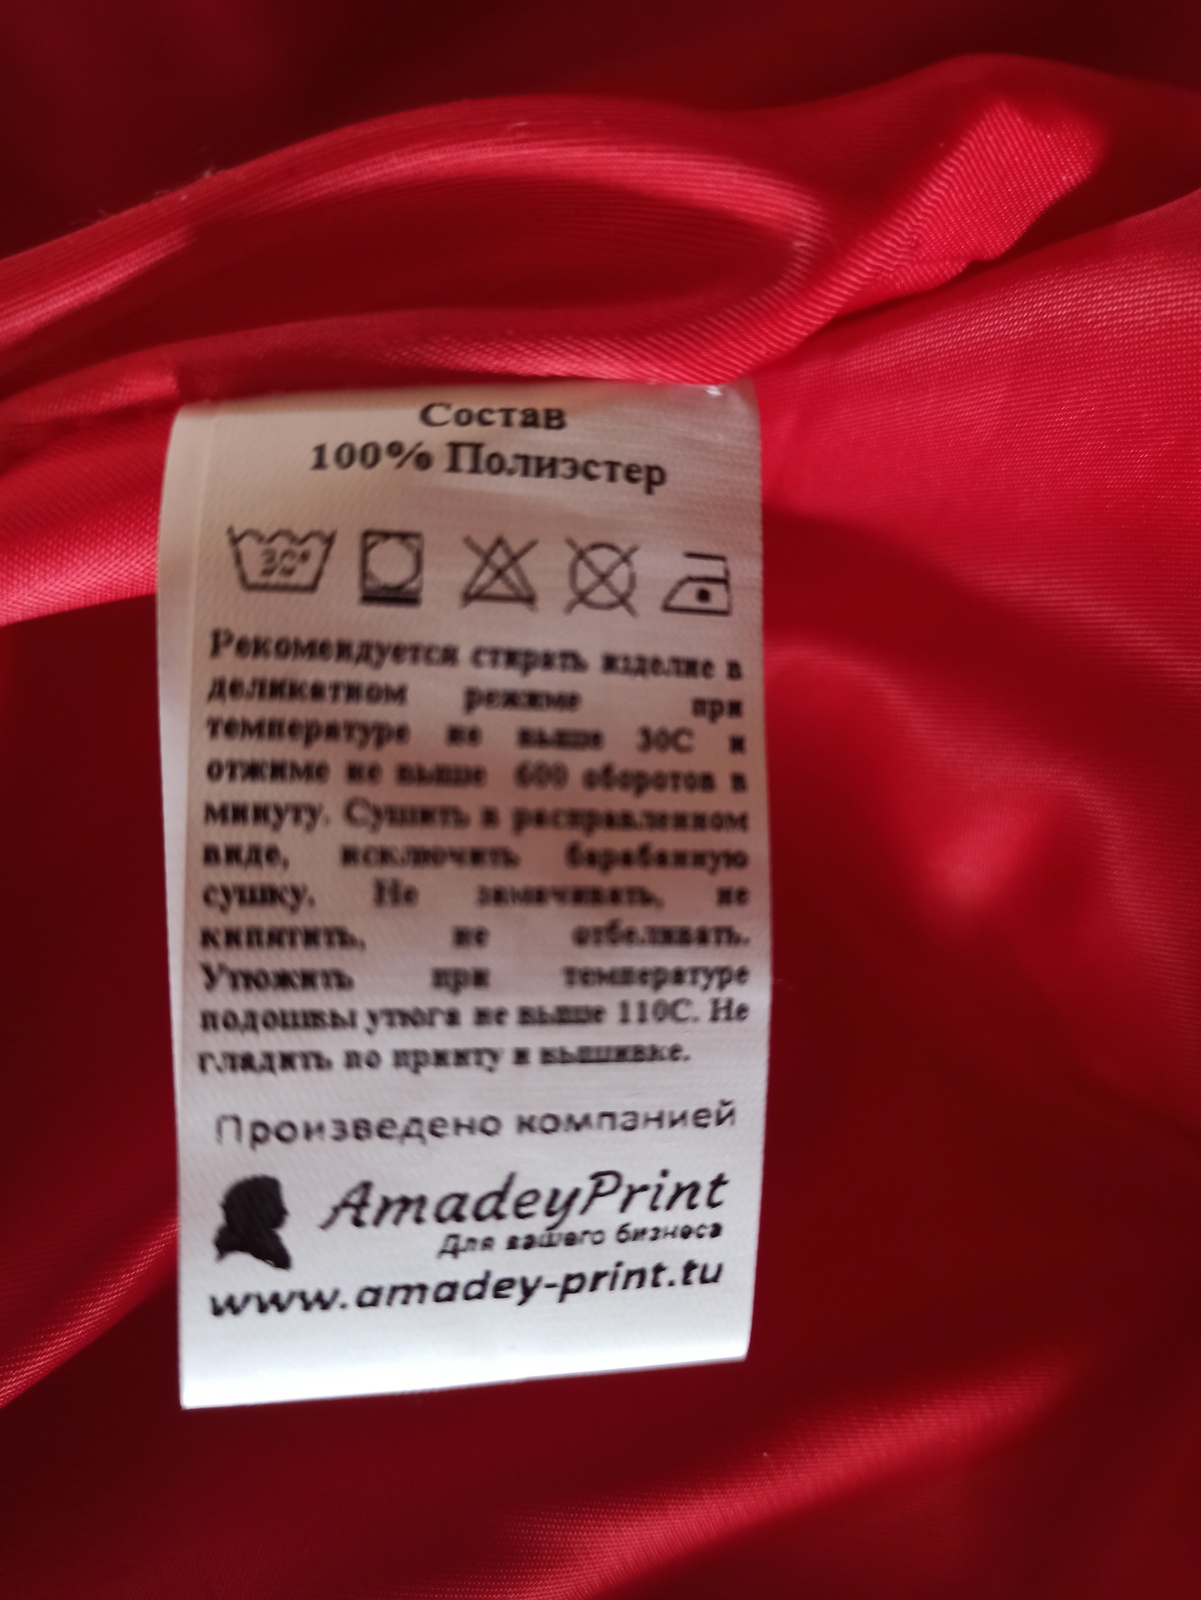 Состав
100% Полиэстер
30°
Рекомендуется стирать изделие в
деликатном режиме при
температуре не выше 30С и
отжиме не выше 600 оборотов в
минуту. Сушить в расправленном
виде, исключить барабанную
сушку. Не замачивать, не
кипятить, не отбеливать.
Утюжить при температуре
подошвы утюга не выше 110С. Не
гладить по принту и вышивке.
Произведено компанией
AmadeyPrint
Для вашего бизнеса
www.amadey-print.ru